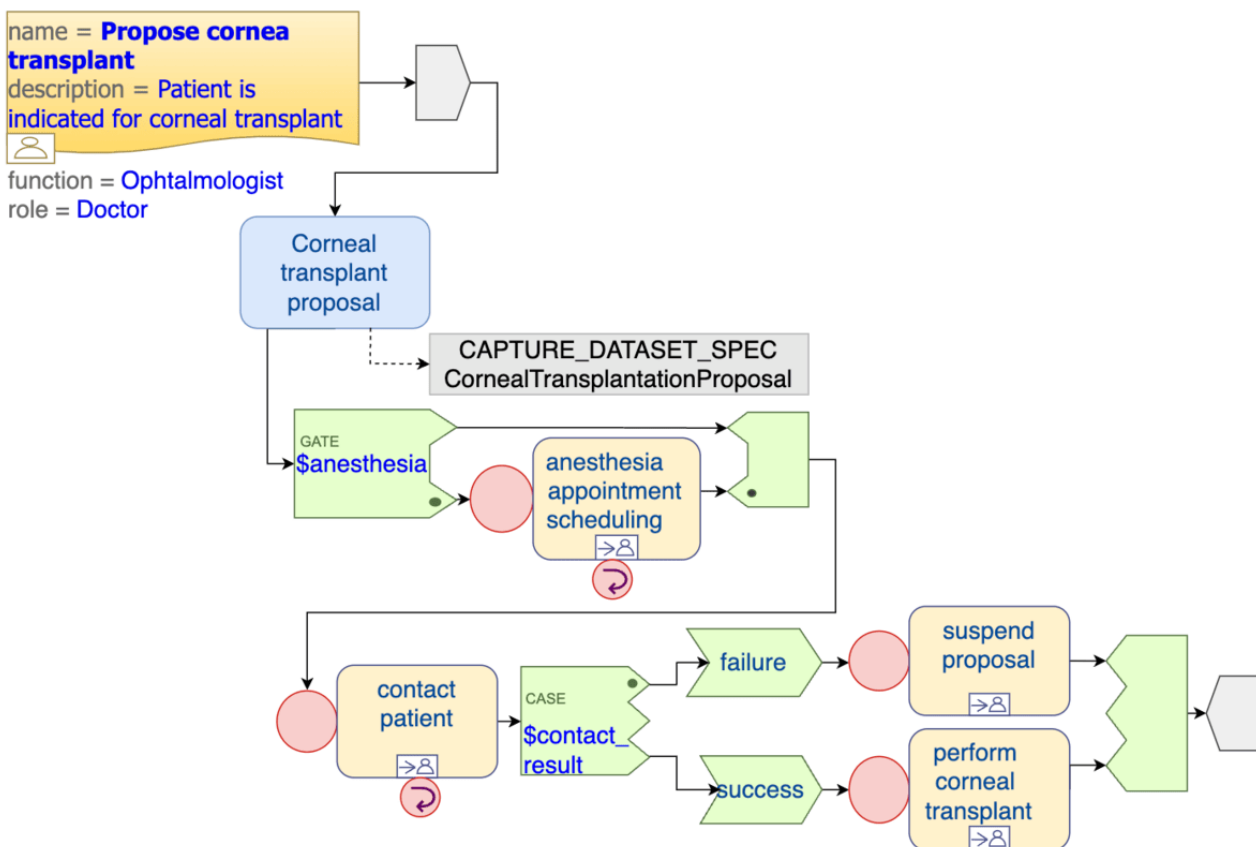 name = Propose cornea
transplant
description = Patient is
indicated for corneal transplant
function = Ophtalmologist
role = Doctor
Corneal
transplant
proposal
CAPTURE_DATASET_SPEC
CornealTransplantationProposal
GATE
$anesthesia
anesthesia
appointment
scheduling
contact
patient
CASE
$contact_
result
failure
suspend
proposal
success
perform
corneal
transplant